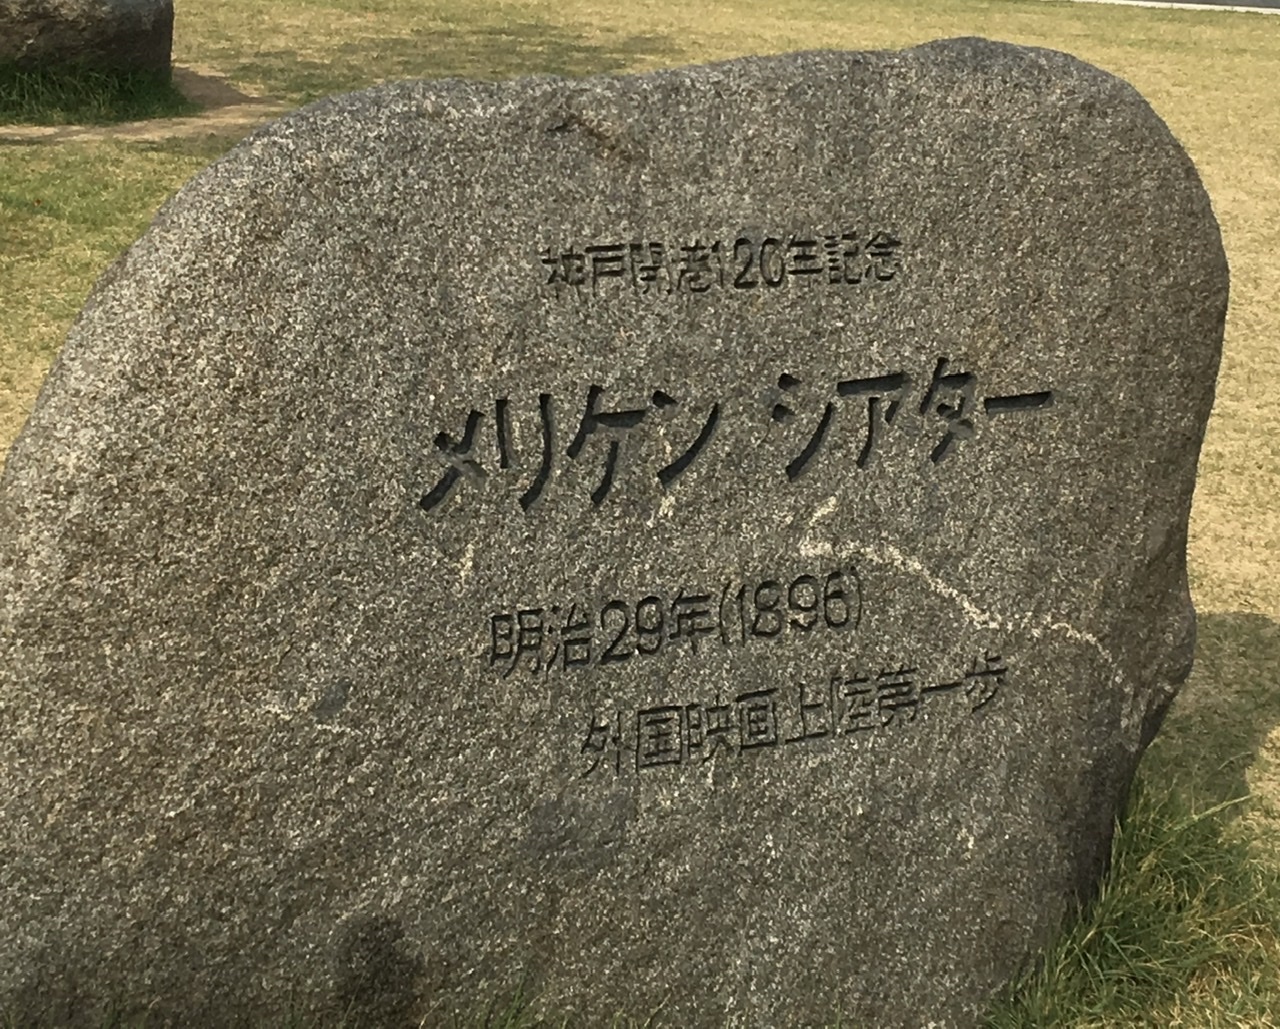 神戸開港120年記念
メリケン シアター
明治29年(1896)
外国映画上陸第一歩